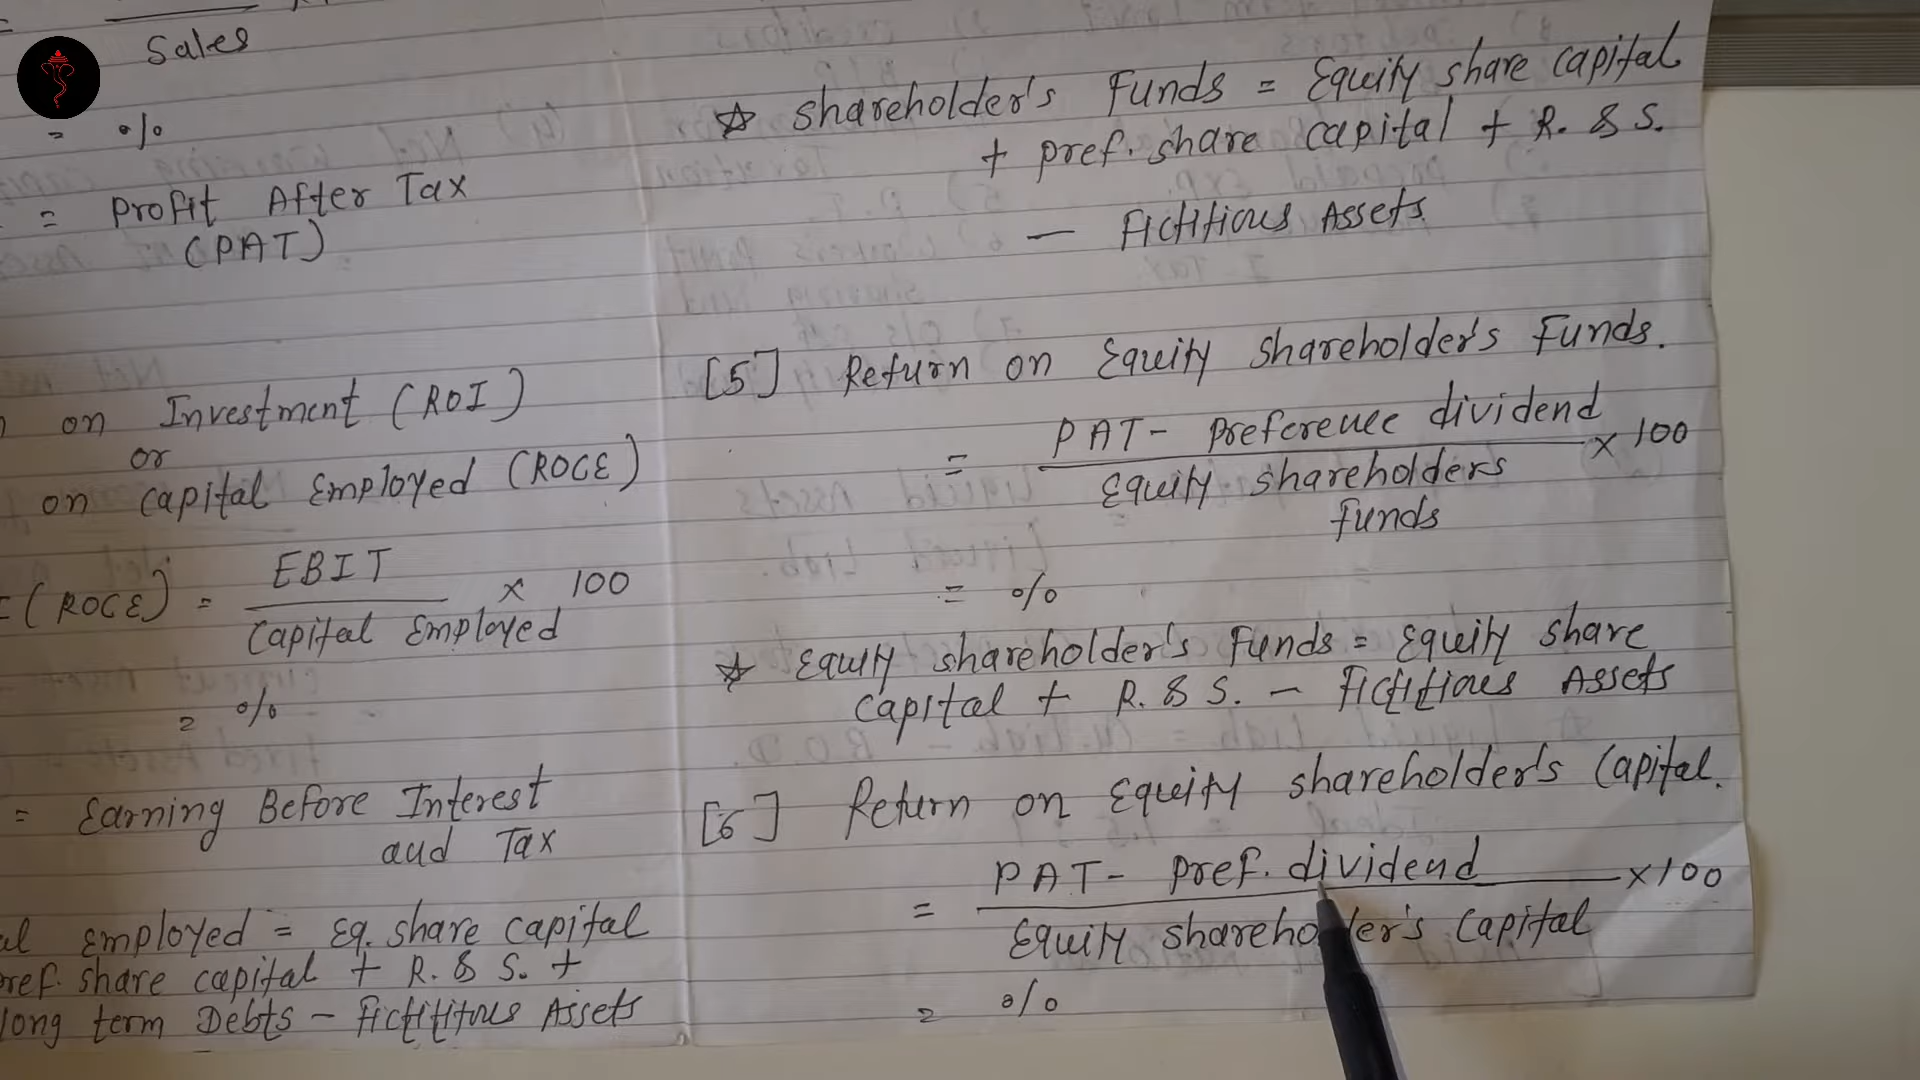 =
Sales
= %
= Profit After Tax
(PAT)
on Investment (ROI)
or
on capital Employed (ROCE)
(ROCE) = EBIT × 100
Capital Employed
= %
= Earning Before Interest
and Tax
employed = Eq. share capital
pref. share capital + R. & S. +
long term Debts - Fictititous Assets
☆ Shareholder's Funds = Equity share capital
+ pref. share capital + R. & S.
- Fictitious Assets
[5] Return on Equity Shareholder's Funds.
= PAT - Preference dividend × 100
Equity shareholders
funds
= %
☆ Equity shareholder's Funds = Equity share
capital + R. & S. - Fictitious Assets
[6] Return on Equity shareholder's Capital.
= PAT - Pref. dividend ×100
Equity shareholder's Capital
= %